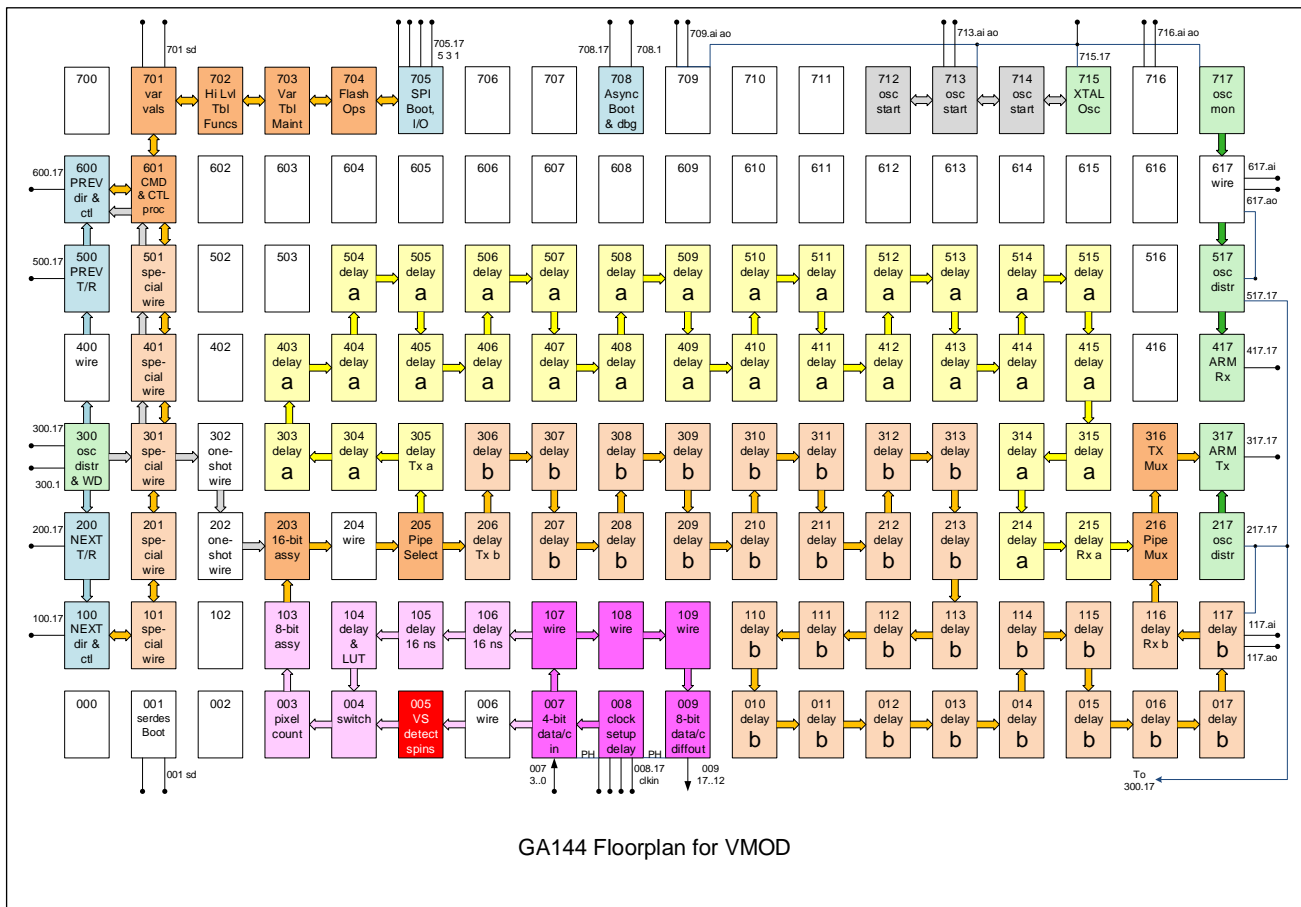 701 sd
705.17
5 3 1
708.17
708.1
709.ai ao
713.ai ao
715.17
716.ai ao
700
701
var
vals
702
Hi Lvl
Tbl
Funcs
703
Var
Tbl
Maint
704
Flash
Ops
705
SPI
Boot,
I/O
706
707
708
Async
Boot
& dbg
709
710
711
712
osc
start
713
osc
start
714
osc
start
715
XTAL
Osc
716
717
osc
mon
600.17
600
PREV
dir &
ctl
601
CMD
& CTL
proc
602
603
604
605
606
607
608
609
610
611
612
613
614
615
616
617
wire
617.ai
617.ao
500.17
500
PREV
T/R
501
spe-
cial
wire
502
503
504
delay
a
505
delay
a
506
delay
a
507
delay
a
508
delay
a
509
delay
a
510
delay
a
511
delay
a
512
delay
a
513
delay
a
514
delay
a
515
delay
a
516
517
osc
distr
517.17
400
wire
401
spe-
cial
wire
402
403
delay
a
404
delay
a
405
delay
a
406
delay
a
407
delay
a
408
delay
a
409
delay
a
410
delay
a
411
delay
a
412
delay
a
413
delay
a
414
delay
a
415
delay
a
416
417
ARM
Rx
417.17
300.17
300.1
300
osc
distr
& WD
301
spe-
cial
wire
302
one-
shot
wire
303
delay
a
304
delay
a
305
delay
Tx a
306
delay
b
307
delay
b
308
delay
b
309
delay
b
310
delay
b
311
delay
b
312
delay
b
313
delay
b
314
delay
a
315
delay
a
316
TX
Mux
317
ARM
Tx
317.17
200.17
200
NEXT
T/R
201
spe-
cial
wire
202
one-
shot
wire
203
16-bit
assy
204
wire
205
Pipe
Select
206
delay
Tx b
207
delay
b
208
delay
b
209
delay
b
210
delay
b
211
delay
b
212
delay
b
213
delay
b
214
delay
a
215
delay
Rx a
216
Pipe
Mux
217
osc
distr
217.17
100.17
100
NEXT
dir &
ctl
101
spe-
cial
wire
102
103
8-bit
assy
104
delay
&
LUT
105
delay
16 ns
106
delay
16 ns
107
wire
108
wire
109
wire
110
delay
b
111
delay
b
112
delay
b
113
delay
b
114
delay
b
115
delay
b
116
delay
Rx b
117
delay
b
117.ai
117.ao
000
001
serdes
Boot
002
003
pixel
count
004
switch
005
VS
detect
spins
006
wire
007
4-bit
data/c
in
008
clock
setup
delay
009
8-bit
data/c
diffout
010
delay
b
011
delay
b
012
delay
b
013
delay
b
014
delay
b
015
delay
b
016
delay
b
017
delay
b
001 sd
007
3..0
PH
PH
008.17
clkin
009
17..12
To
300.17
GA144 Floorplan for VMOD